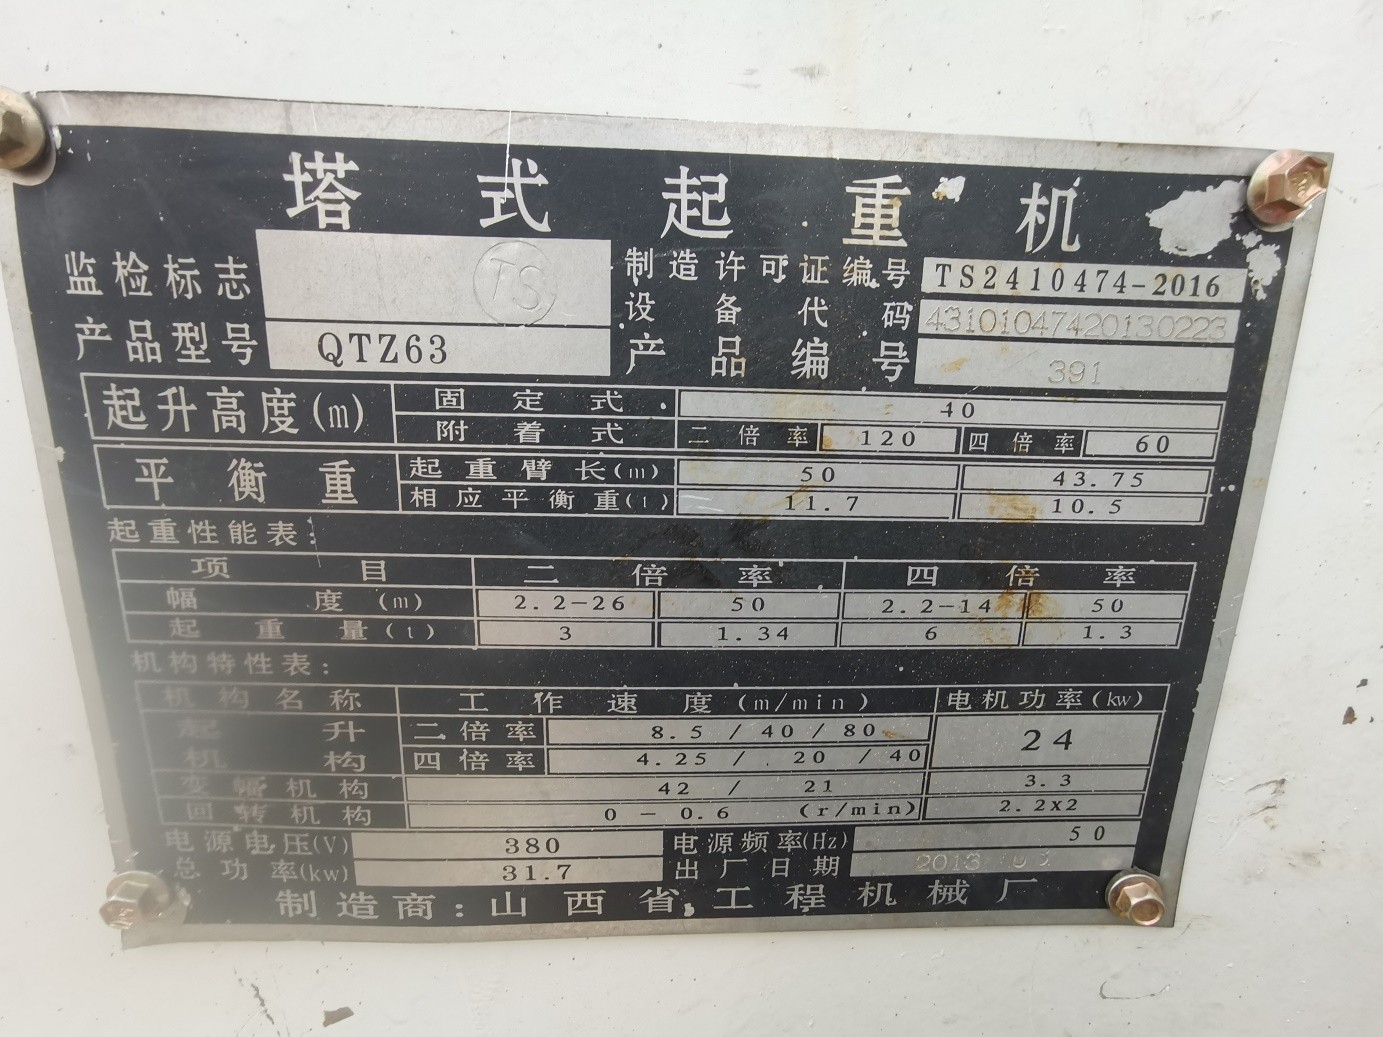 塔式起重机
监检标志 TS 制造许可证编号 TS2410474-2016
设备代码 43101047420130223
产品型号 QTZ63 产品编号 391
起升高度(m) 固定式 40
附着式 二倍率 120 四倍率 60
平衡重 起重臂长(m) 50 43.75
相应平衡重(t) 11.7 10.5
起重性能表:
项目 二倍率 四倍率
幅度(m) 2.2-26 50 2.2-14 50
起重量(t) 3 1.34 6 1.3
机构特性表:
机构名称 工作速度(m/min) 电机功率(kw)
起升机构 二倍率 8.5/40/80 24
四倍率 4.25/20/40
变幅机构 42/21 3.3
回转机构 0-0.6(r/min) 2.2x2
电源电压(V) 380 电源频率(Hz) 50
总功率(kw) 31.7 出厂日期 2013
制造商:山西省工程机械厂